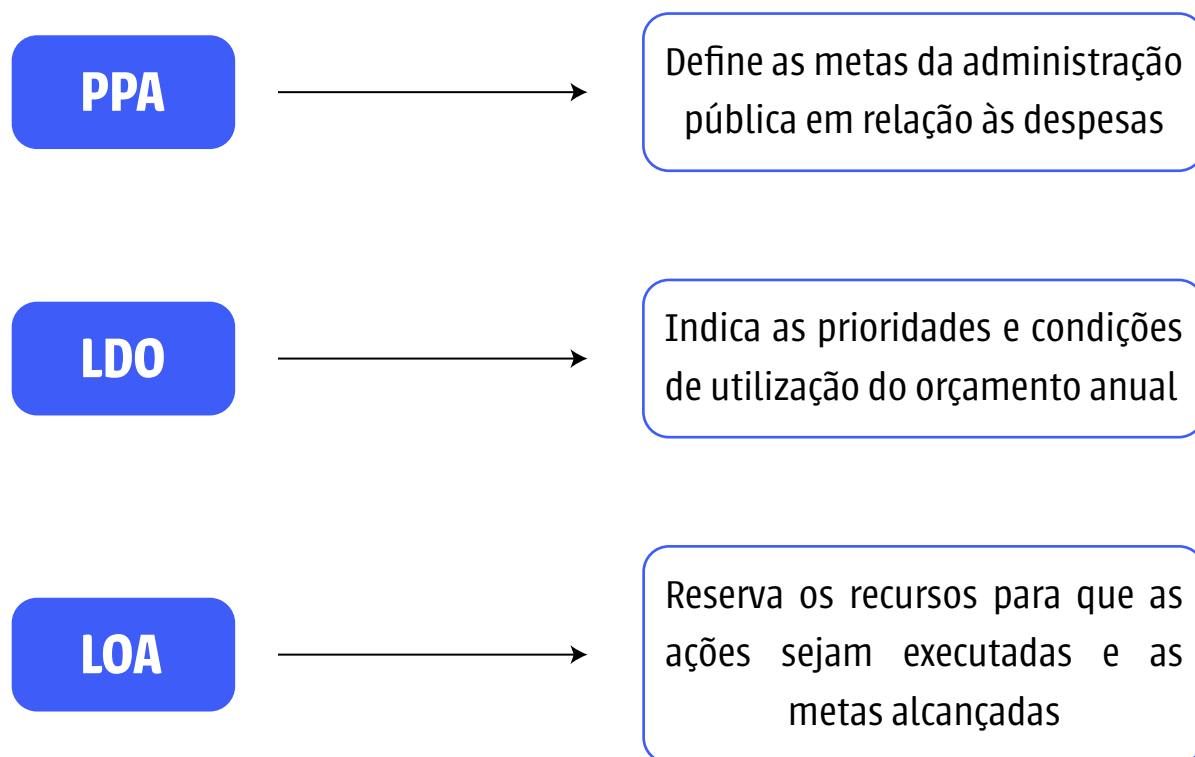 PPA
Define as metas da administração
pública em relação às despesas
LDO
Indica as prioridades e condições
de utilização do orçamento anual
LOA
Reserva os recursos para que as
ações sejam executadas e as
metas alcançadas